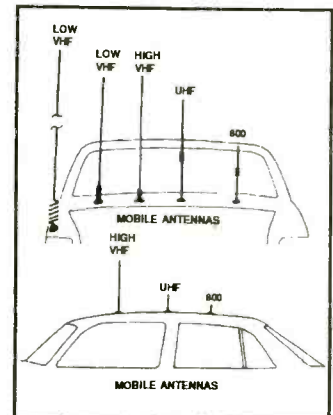 LOW
VHF
LOW
VHF
HIGH
VHF
UHF
800
MOBILE ANTENNAS
HIGH
VHF
UHF
800
MOBILE ANTENNAS